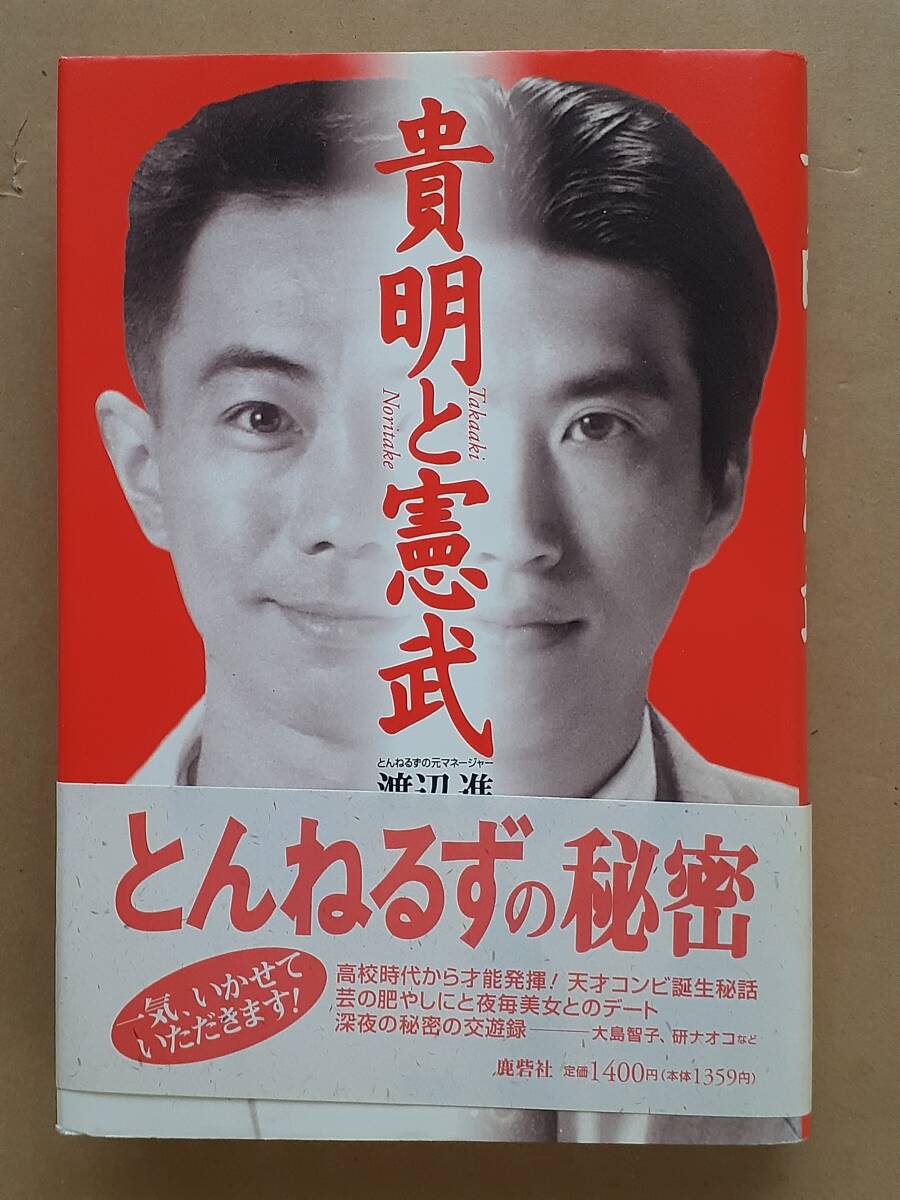 貴明と憲武
Takaaki
Noritake
とんねるずの元マネージャー
渡辺進
とんねるずの秘密
一気、いかせて
いただきます!
高校時代から才能発揮! 天才コンビ誕生秘話
芸の肥やしにと夜毎美女とのデート
深夜の秘密の交遊録――大島智子、研ナオコなど
鹿砦社 定価1400円(本体1359円)